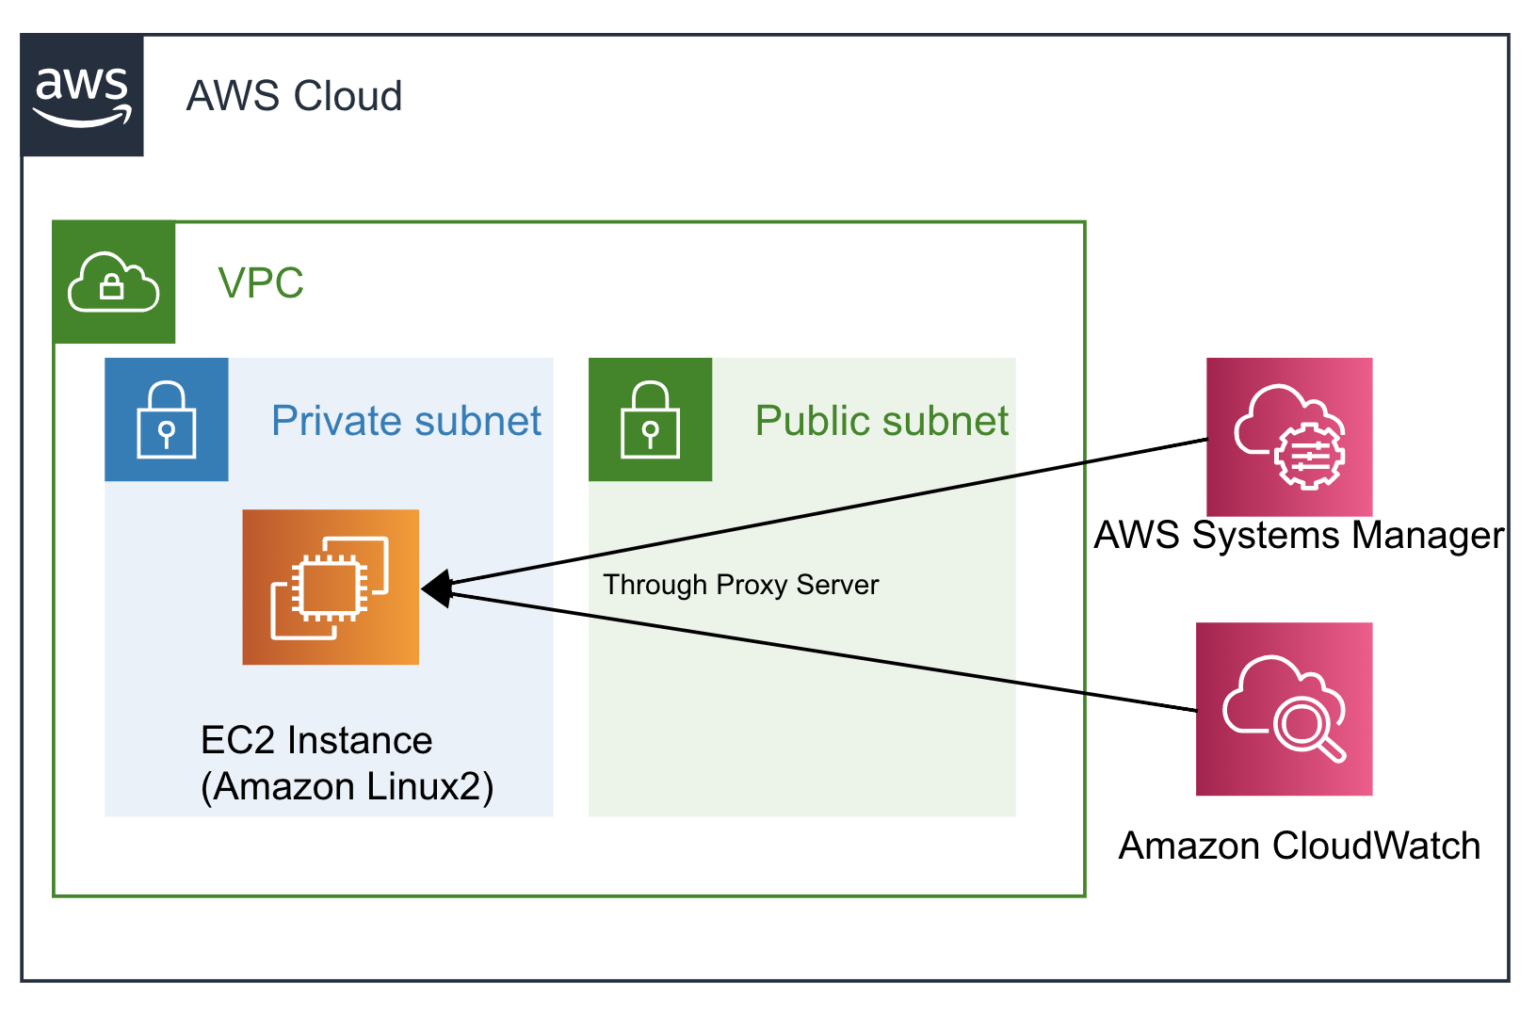 aws
AWS Cloud
VPC
Private subnet
Public subnet
AWS Systems Manager
Through Proxy Server
EC2 Instance
(Amazon Linux2)
Amazon CloudWatch